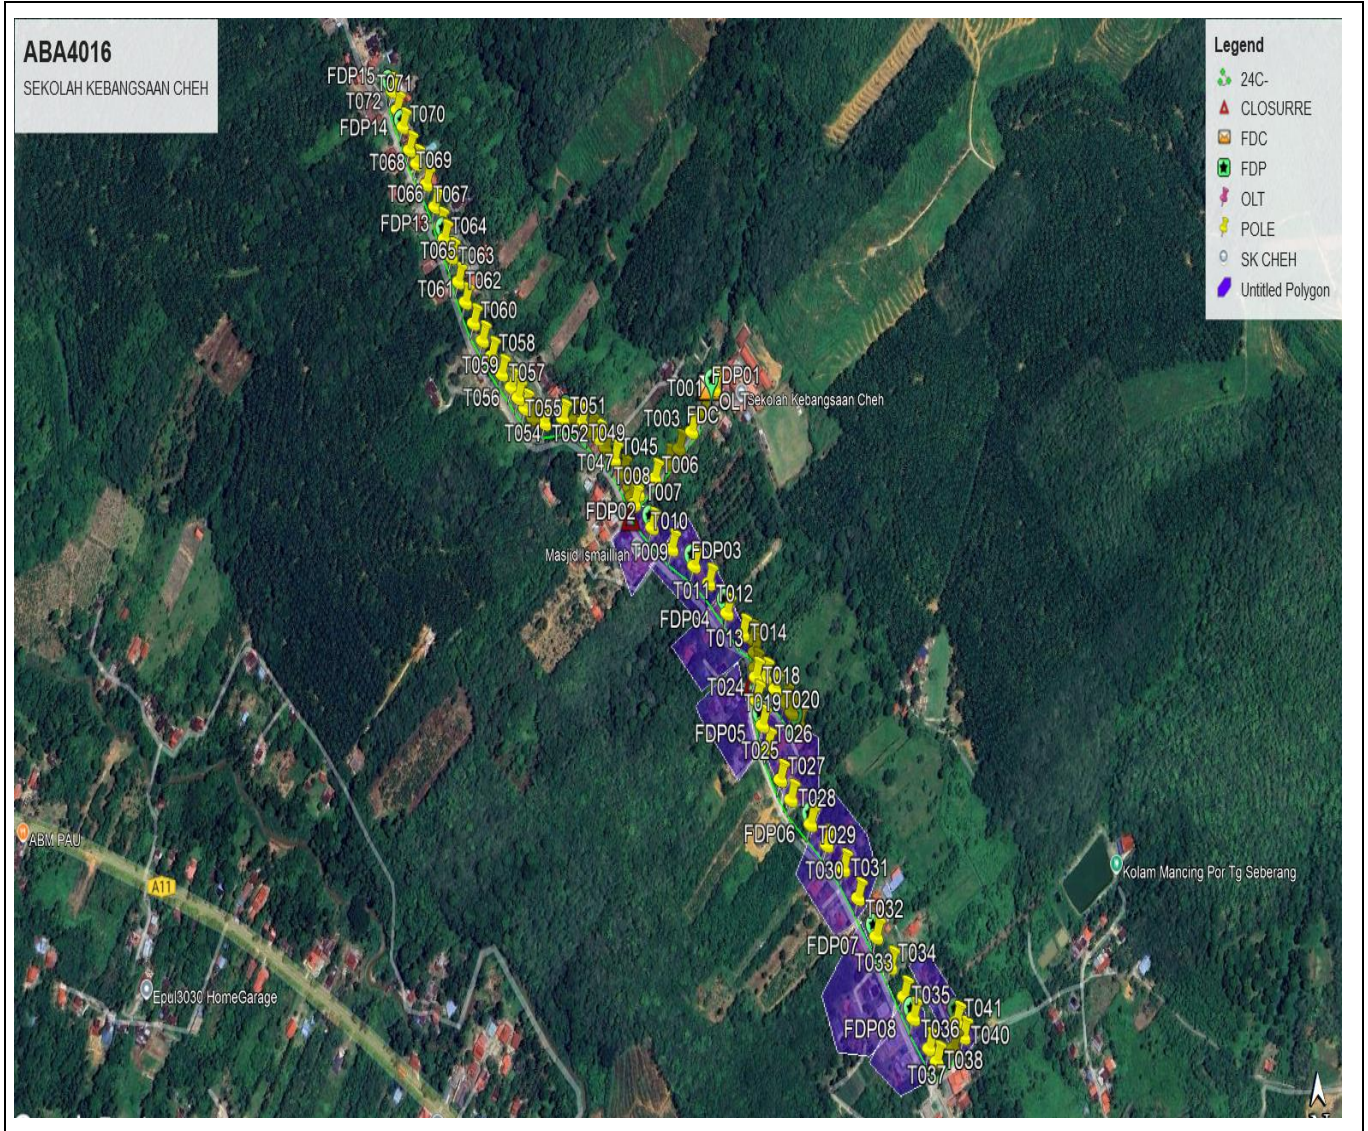 ABA4016
SEKOLAH KEBANGSAAN CHEH
Legend
24C-
CLOSURRE
FDC
FDP
OLT
POLE
SK CHEH
Untitled Polygon
FDP15
T071
T072
T070
FDP14
T068
T069
T066
T067
FDP13
T064
T065
T063
T062
T061
T060
T058
T059
T057
T056
T055
T051
T054
T052
T049
T045
T047
FDP01
T001
OLT
Sekolah Kebangsaan Cheh
T003
FDC
T006
T008
T007
FDP02
T010
Masjid Ismailliah
T009
FDP03
T011
T012
FDP04
T013
T014
T018
T024
T019
T020
FDP05
T026
T025
T027
T028
FDP06
T029
T030
T031
T032
FDP07
T033
T034
T035
T041
FDP08
T036
T040
T038
T037
ABM PAU
A11
Epul3030 HomeGarage
Kolam Mancing Por Tg Seberang